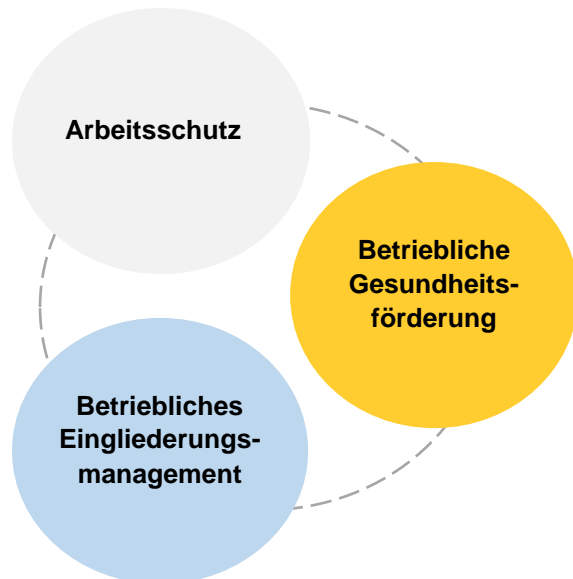 Arbeitsschutz
Betriebliche
Gesundheits-
förderung
Betriebliches
Eingliederungs-
management